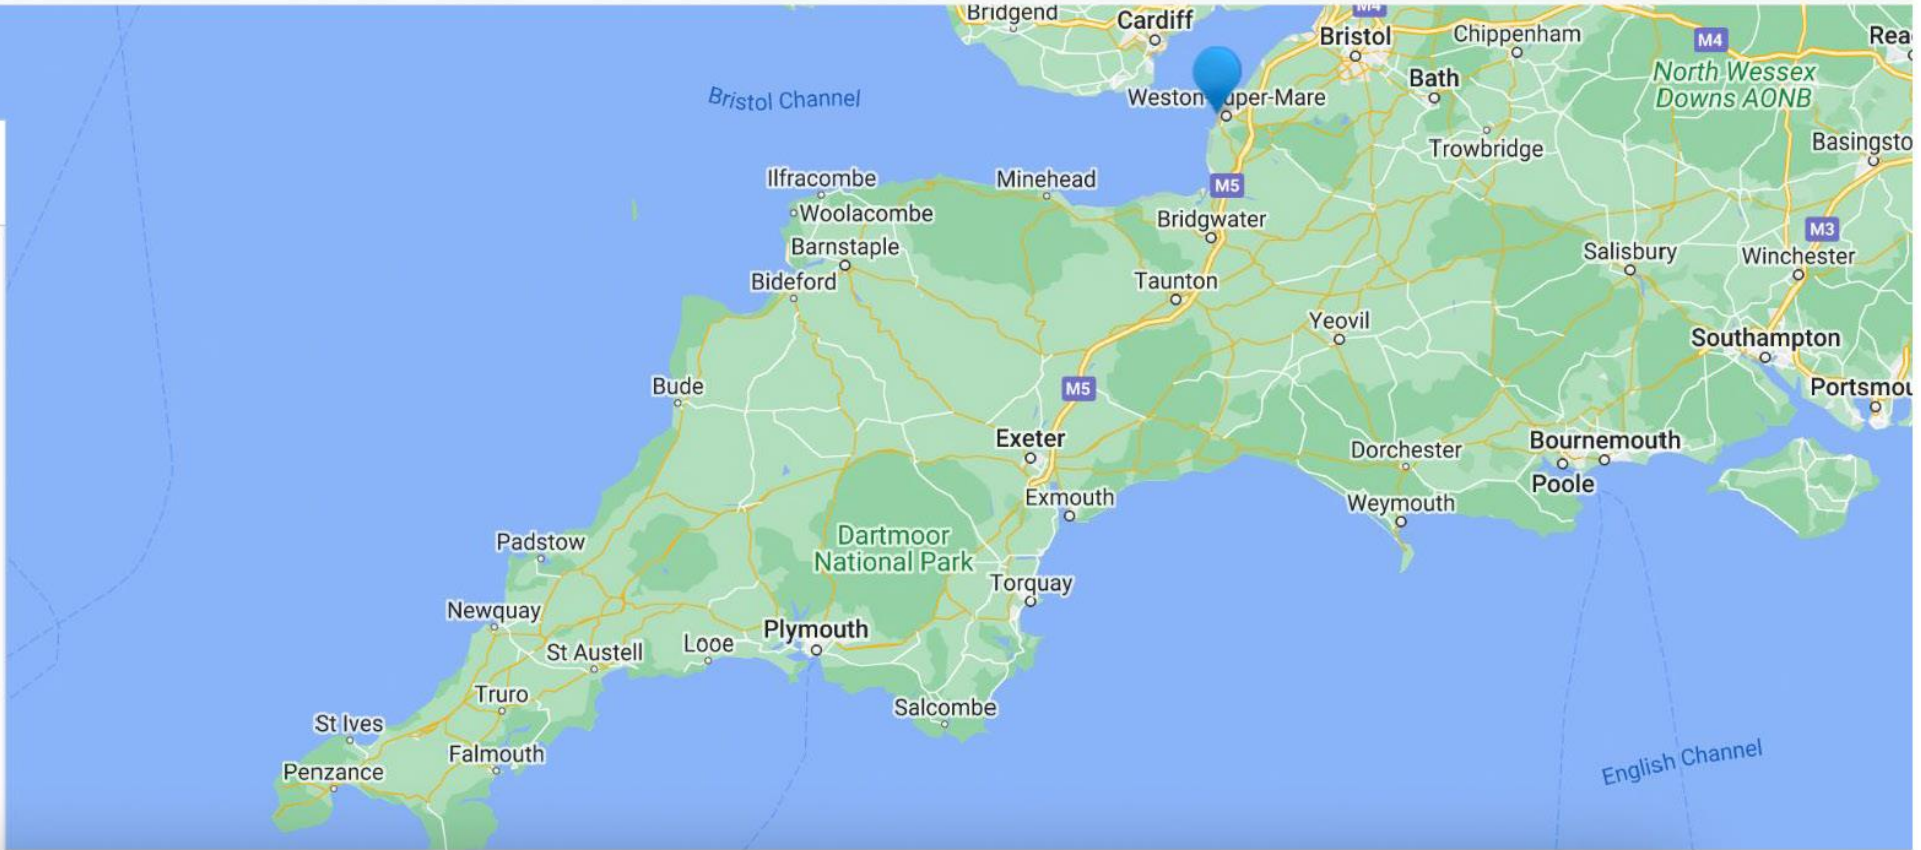 Bridgend
Cardiff
M4
Bristol
Chippenham
M4
Rea
Bath
North Wessex
Downs AONB
Bristol Channel
Weston-super-Mare
Trowbridge
Basingsto
Ilfracombe
Minehead
M5
Woolacombe
Bridgwater
M3
Barnstaple
Salisbury
Winchester
Bideford
Taunton
Yeovil
Southampton
Bude
M5
Portsmou
Exeter
Dorchester
Bournemouth
Poole
Exmouth
Weymouth
Padstow
Dartmoor
National Park
Torquay
Newquay
Plymouth
Looe
St Austell
Truro
Salcombe
St Ives
Falmouth
English Channel
Penzance